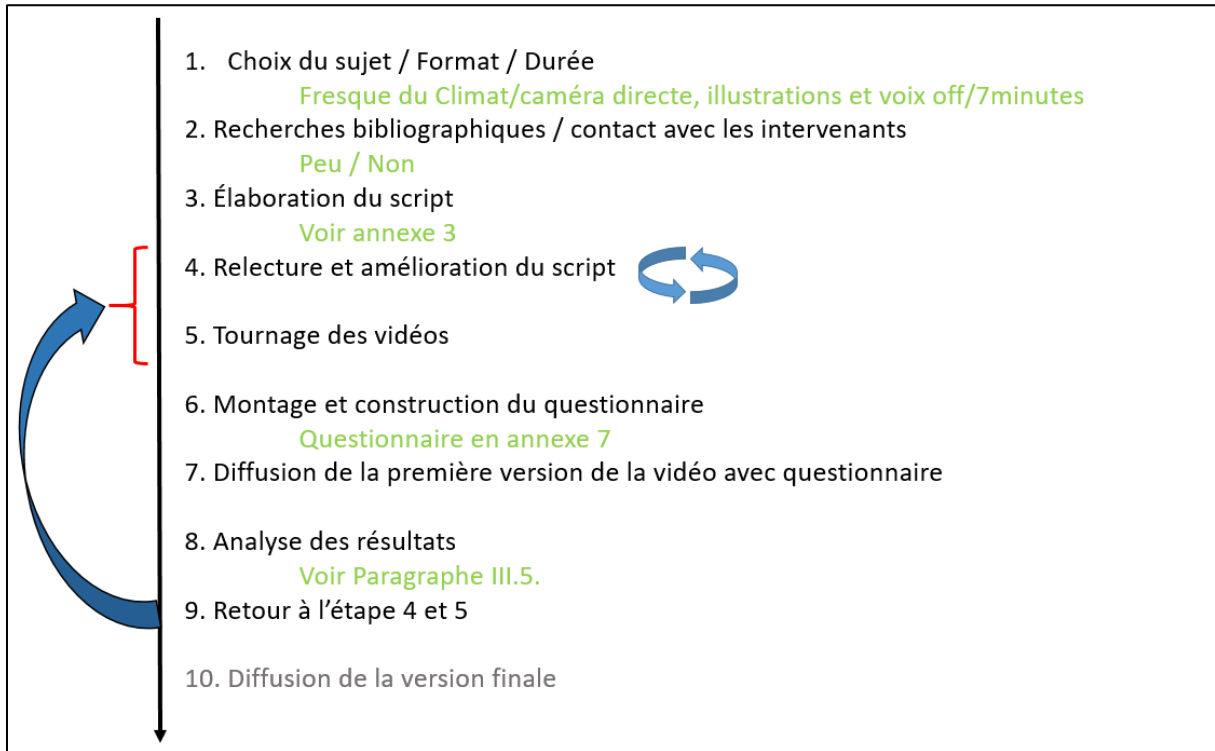 1. Choix du sujet / Format / Durée
Fresque du Climat/caméra directe, illustrations et voix off/7minutes
2. Recherches bibliographiques / contact avec les intervenants
Peu / Non
3. Élaboration du script
Voir annexe 3
4. Relecture et amélioration du script
5. Tournage des vidéos
6. Montage et construction du questionnaire
Questionnaire en annexe 7
7. Diffusion de la première version de la vidéo avec questionnaire
8. Analyse des résultats
Voir Paragraphe III.5.
9. Retour à l’étape 4 et 5
10. Diffusion de la version finale